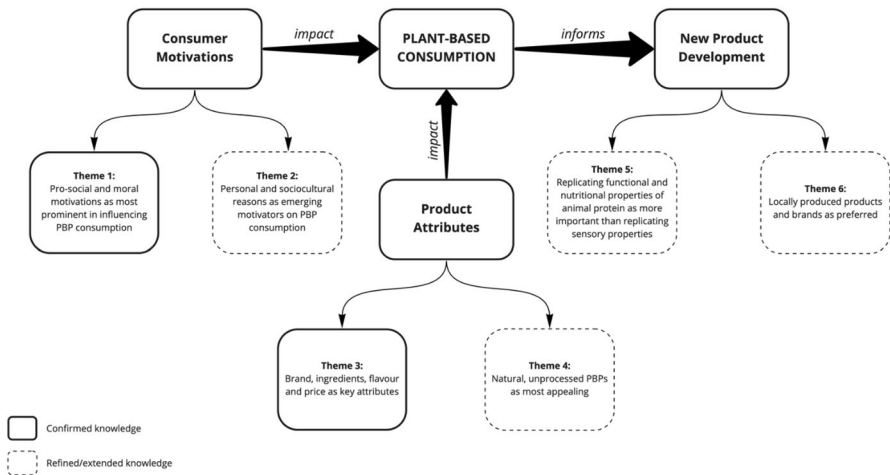 Consumer
Motivations
impact
PLANT-BASED
CONSUMPTION
informs
New Product
Development
impact
Theme 1:
Pro-social and moral
motivations as most
prominent in influencing
PBP consumption
Theme 2:
Personal and sociocultural
reasons as emerging
motivators on PBP
consumption
Product
Attributes
Theme 5:
Replicating functional and
nutritional properties of
animal protein as more
important than replicating
sensory properties
Theme 6:
Locally produced products
and brands as preferred
Theme 3:
Brand, ingredients, flavour
and price as key attributes
Theme 4:
Natural, unprocessed PBPs
as most appealing
Confirmed knowledge
Refined/extended knowledge